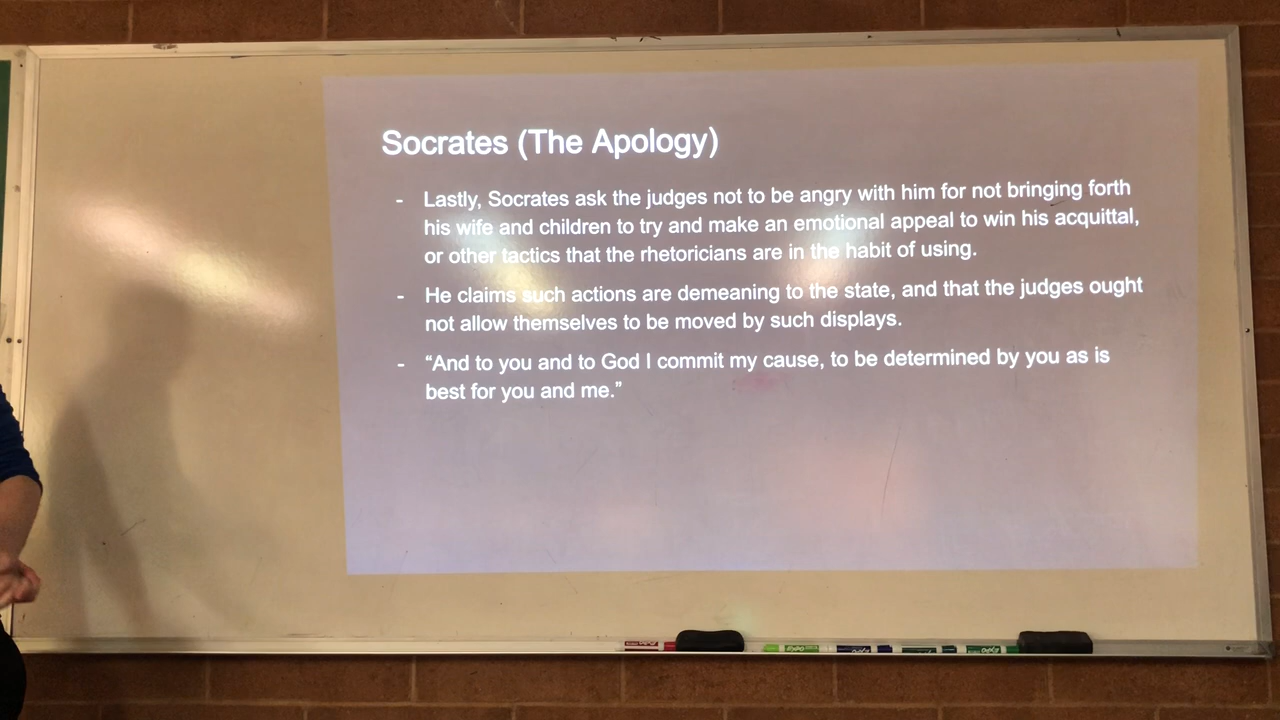 Socrates (The Apology)
- Lastly, Socrates ask the judges not to be angry with him for not bringing forth
his wife and children to try and make an emotional appeal to win his acquittal,
or other tactics that the rhetoricians are in the habit of using.
- He claims such actions are demeaning to the state, and that the judges ought
not allow themselves to be moved by such displays.
- “And to you and to God I commit my cause, to be determined by you as is
best for you and me.”
EXPO